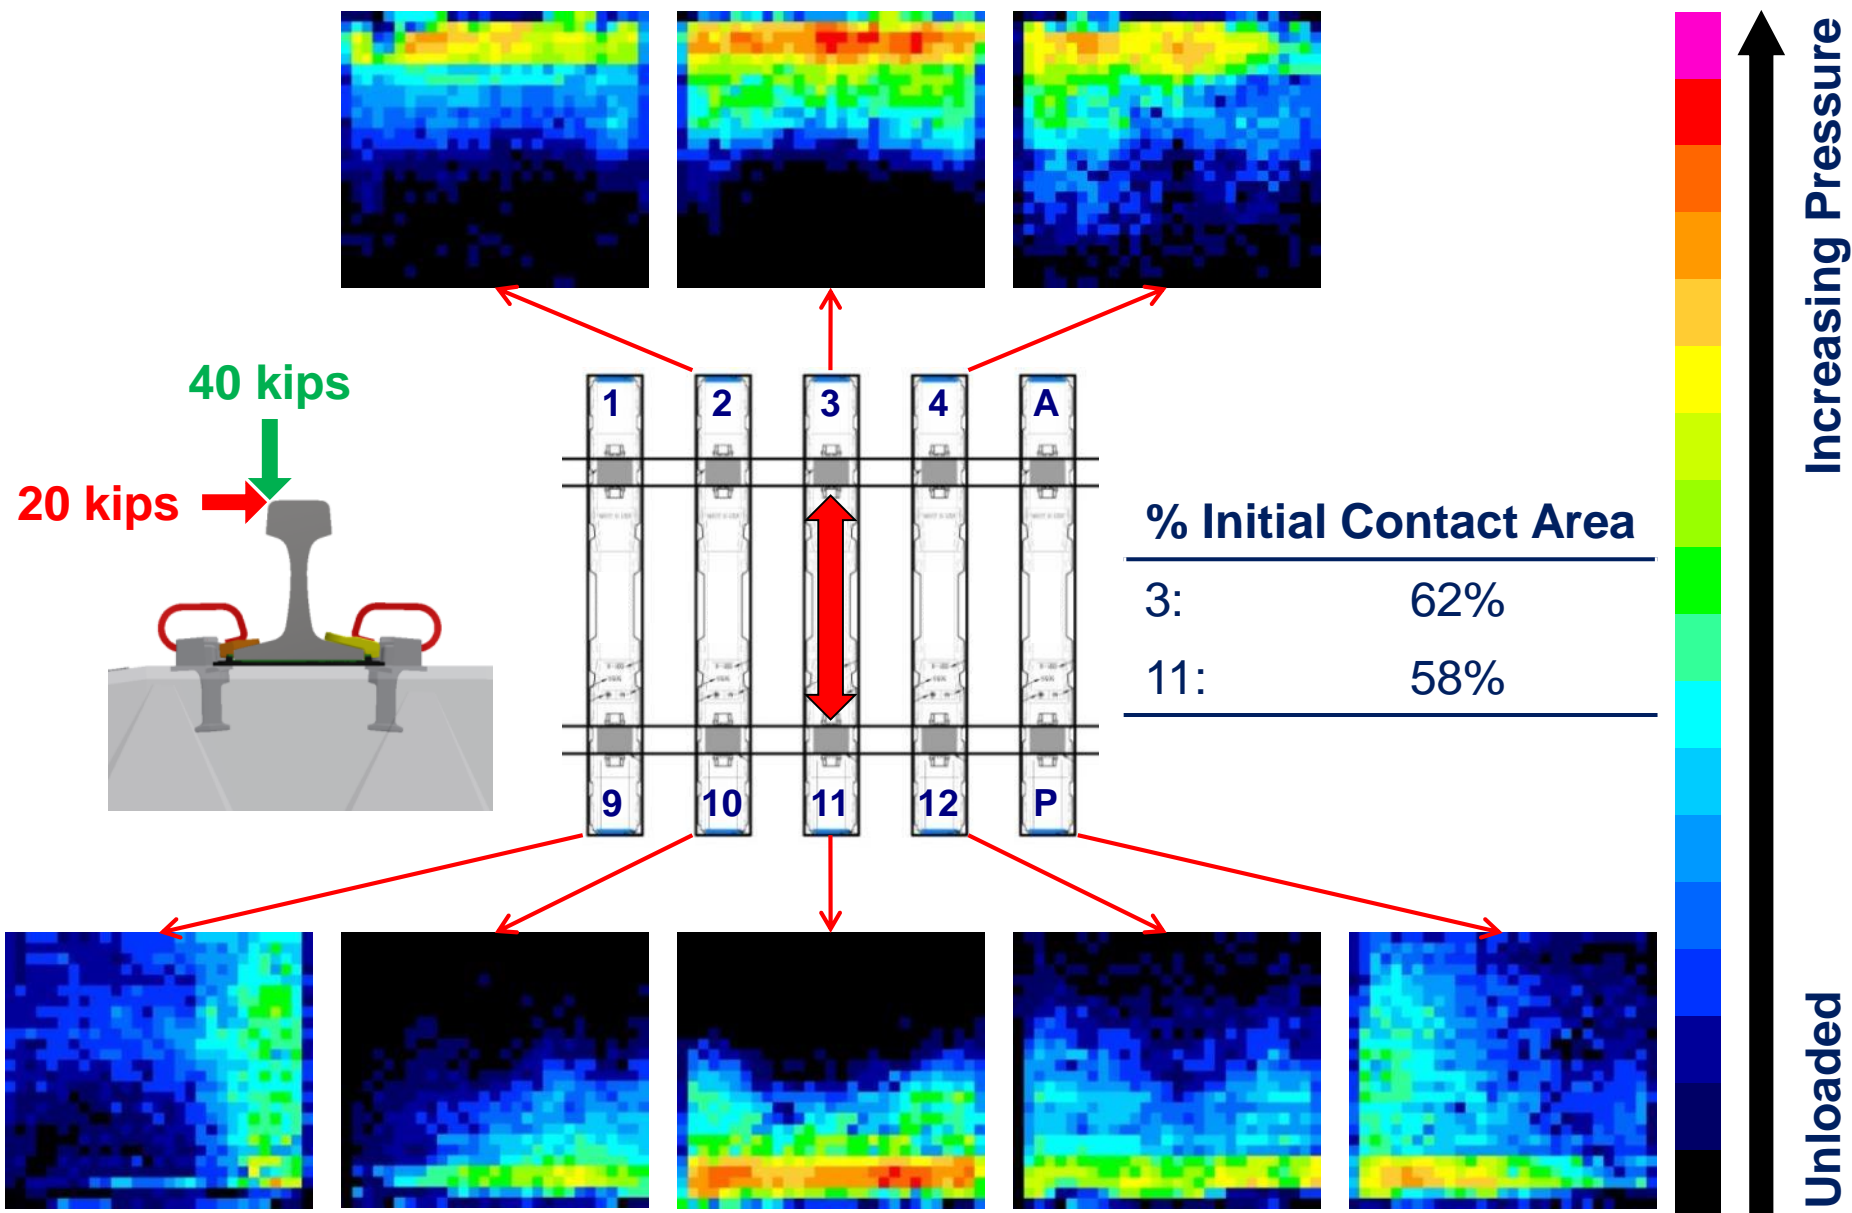 40 kips
20 kips
1 2 3 4 A
9 10 11 12 P
% Initial Contact Area
3: 62%
11: 58%
Increasing Pressure
Unloaded